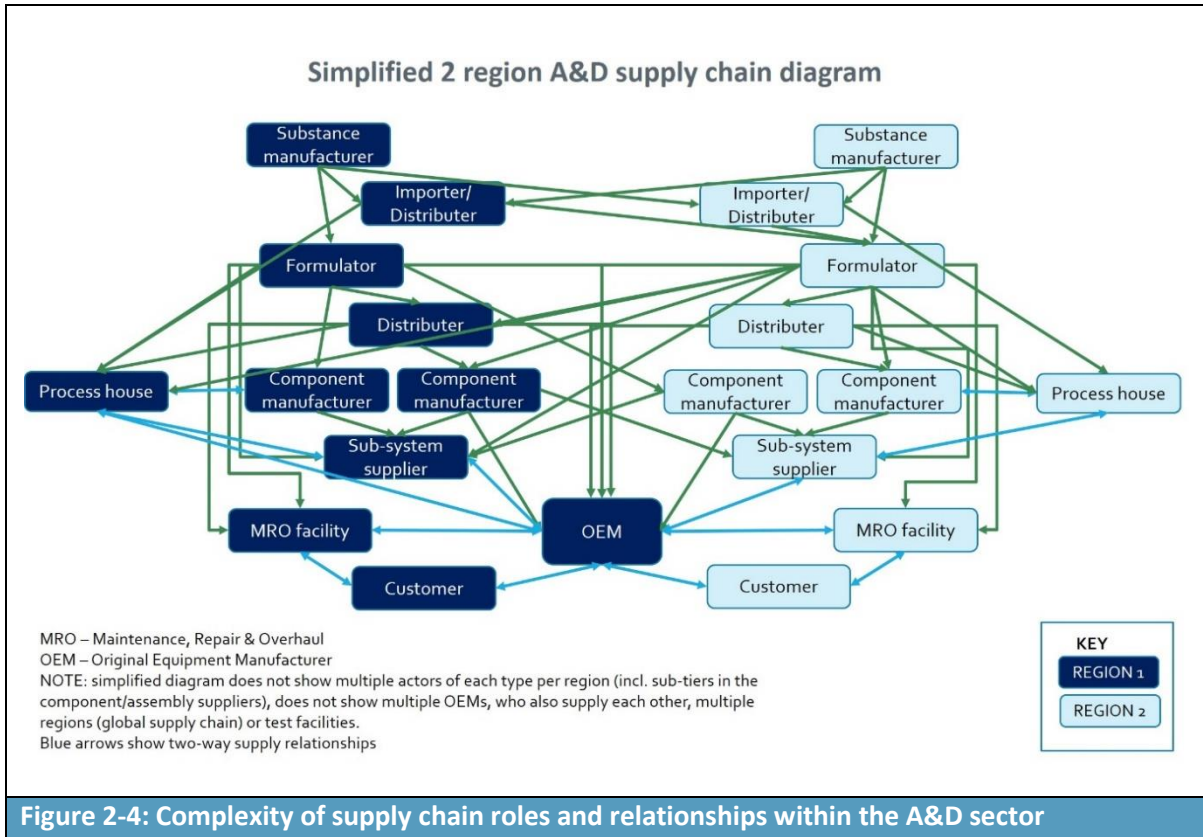 Simplified 2 region A&D supply chain diagram
Substance
manufacturer
Substance
manufacturer
Importer/
Distributer
Importer/
Distributer
Formulator
Formulator
Distributer
Distributer
Process house
Component
manufacturer
Component
manufacturer
Component
manufacturer
Component
manufacturer
Process house
Sub-system
supplier
Sub-system
supplier
MRO facility
OEM
MRO facility
Customer
Customer
MRO – Maintenance, Repair & Overhaul
OEM – Original Equipment Manufacturer
NOTE: simplified diagram does not show multiple actors of each type per region (incl. sub-tiers in the
component/assembly suppliers), does not show multiple OEMs, who also supply each other, multiple
regions (global supply chain) or test facilities.
Blue arrows show two-way supply relationships
KEY
REGION 1
REGION 2
Figure 2-4: Complexity of supply chain roles and relationships within the A&D sector